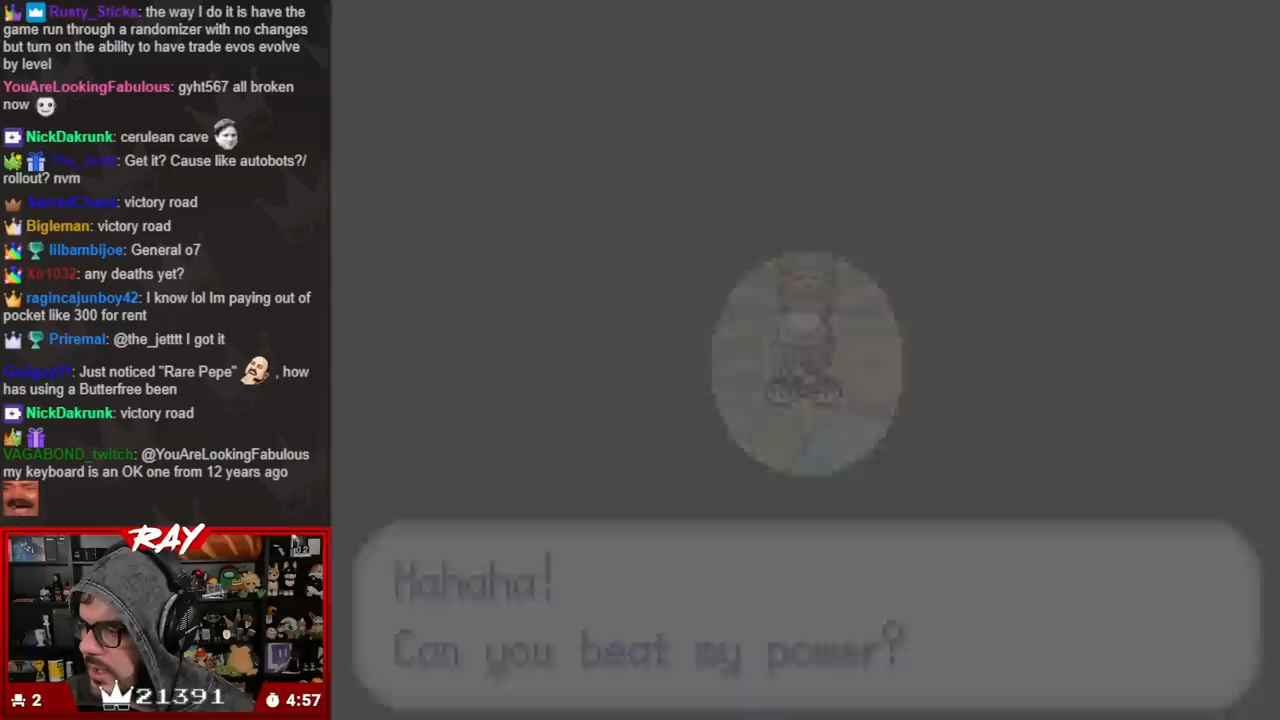 Rusty_Sticks: the way I do it is have the
game run through a randomizer with no changes
but turn on the ability to have trade evos evolve
by level
YouAreLookingFabulous: gyht567 all broken
now
NickDakrunk: cerulean cave
The_Jetttt: Get it? Cause like autobots?/
rollout? nvm
SacredChaos: victory road
Bigleman: victory road
lilbambijoe: General o7
Xir1032: any deaths yet?
ragincajunboy42: I know lol Im paying out of
pocket like 300 for rent
Priremal: @the_jetttt I got it
Just noticed "Rare Pepe" , how
has using a Butterfree been
NickDakrunk: victory road
VAGABOND_twitch: @YouAreLookingFabulous
my keyboard is an OK one from 12 years ago
RAY
2 21391 4:57
Hahaha!
Can you beat my power?